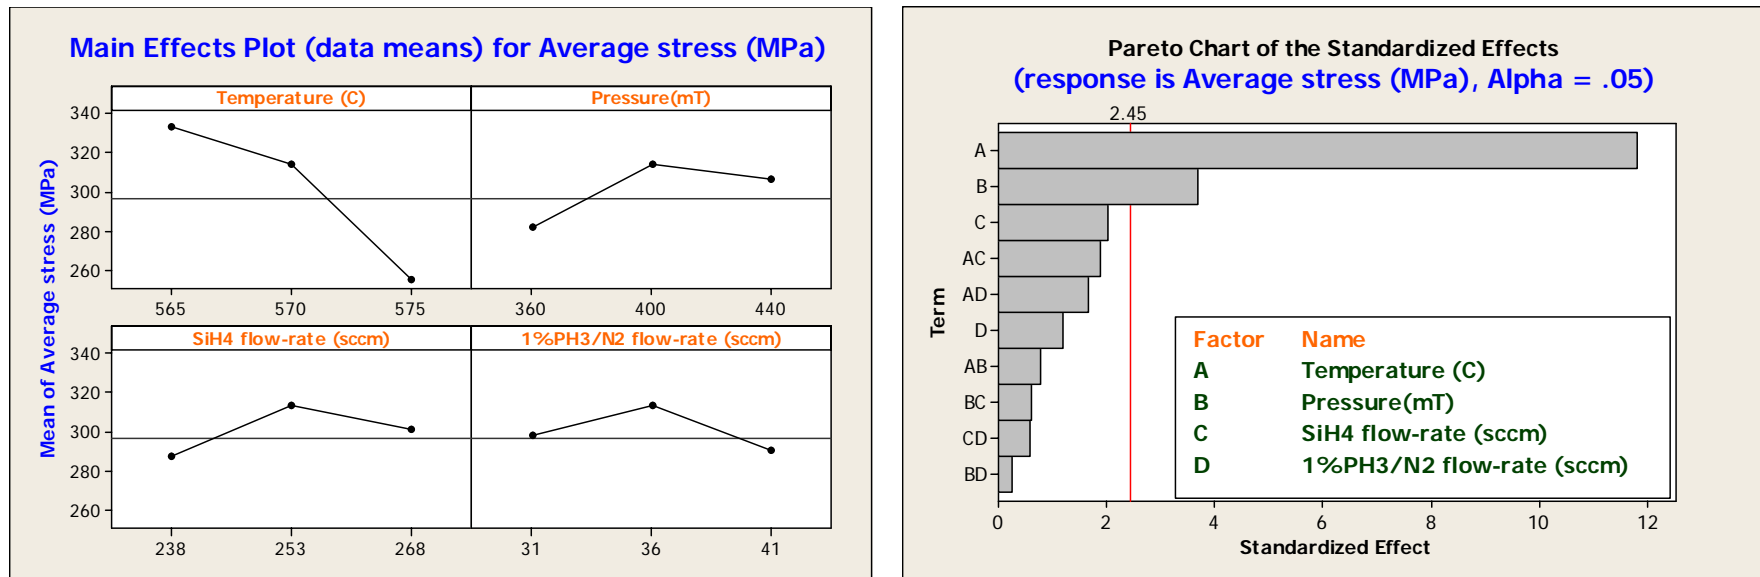 Main Effects Plot (data means) for Average stress (MPa)
Mean of Average stress (MPa)
Temperature (C)
Pressure(mT)
340
320
300
280
260
565
570
575
360
400
440
SiH4 flow-rate (sccm)
1%PH3/N2 flow-rate (sccm)
340
320
300
280
260
238
253
268
31
36
41
Pareto Chart of the Standardized Effects
(response is Average stress (MPa), Alpha = .05)
2.45
Term
A
B
C
AC
AD
D
AB
BC
CD
BD
Factor Name
A Temperature (C)
B Pressure(mT)
C SiH4 flow-rate (sccm)
D 1%PH3/N2 flow-rate (sccm)
0
2
4
6
8
10
12
Standardized Effect